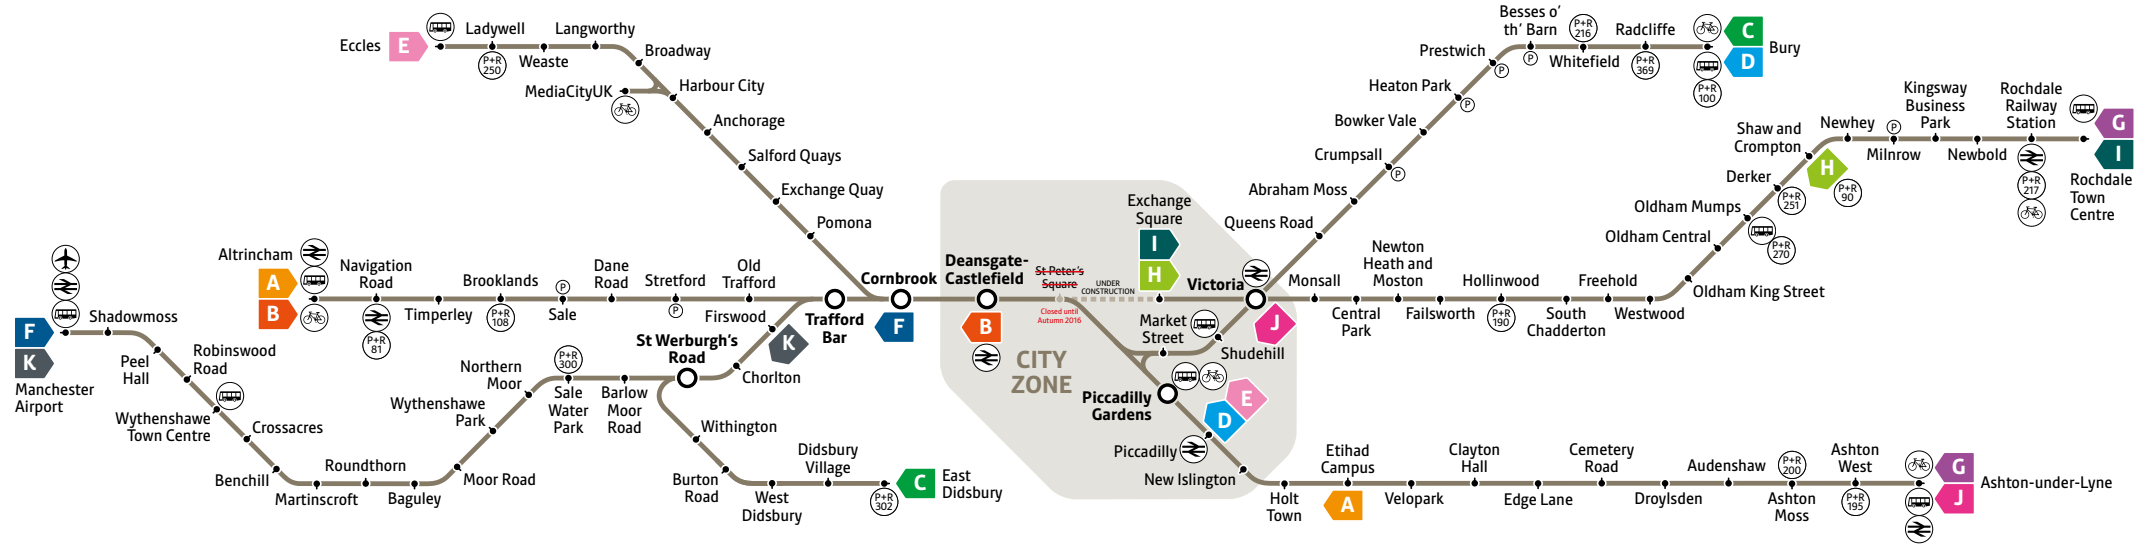 Eccles
E
Ladywell
P+R
250
Weaste
Langworthy
Broadway
MediaCityUK
Harbour City
Anchorage
Salford Quays
Exchange Quay
Pomona
Altrincham
A
B
Navigation
Road
P+R
81
Timperley
Brooklands
P+R
108
P
Sale
Dane
Road
Stretford
P
Old
Trafford
Trafford
Bar
Cornbrook
F
Deansgate-
Castlefield
B
St Peter's
Square
Closed until
Autumn 2016
UNDER
CONSTRUCTION
CITY
ZONE
Exchange
Square
I
H
Victoria
J
Market
Street
Shudehill
Piccadilly
Gardens
E
D
Piccadilly
New Islington
F
K
Manchester
Airport
Shadowmoss
Peel
Hall
Robinswood
Road
Wythenshawe
Town Centre
Crossacres
Benchill
Martinscroft
Roundthorn
Baguley
Moor Road
Wythenshawe
Park
Northern
Moor
P+R
300
Sale
Water
Park
Barlow
Moor
Road
St Werburgh's
Road
Chorlton
Firswood
K
Withington
Burton
Road
West
Didsbury
Didsbury
Village
P+R
302
C
East
Didsbury
Queens Road
Abraham Moss
Crumpsall
P
Bowker Vale
Heaton Park
P
Prestwich
P
Besses o'
th' Barn
P
P+R
216
Whitefield
Radcliffe
P+R
369
P+R
100
C
D
Bury
Monsall
Central
Park
Newton
Heath and
Moston
Failsworth
Hollinwood
P+R
190
South
Chadderton
Freehold
Westwood
Oldham King Street
Oldham Central
Oldham Mumps
P+R
270
Derker
P+R
251
Shaw and
Crompton
H
P+R
90
Newhey
P
Milnrow
Kingsway
Business
Park
Newbold
Rochdale
Railway
Station
P+R
217
G
I
Rochdale
Town
Centre
Holt
Town
Etihad
Campus
A
Velopark
Clayton
Hall
Edge Lane
Cemetery
Road
Droylsden
Audenshaw
P+R
200
Ashton
Moss
Ashton
West
P+R
195
G
J
Ashton-under-Lyne